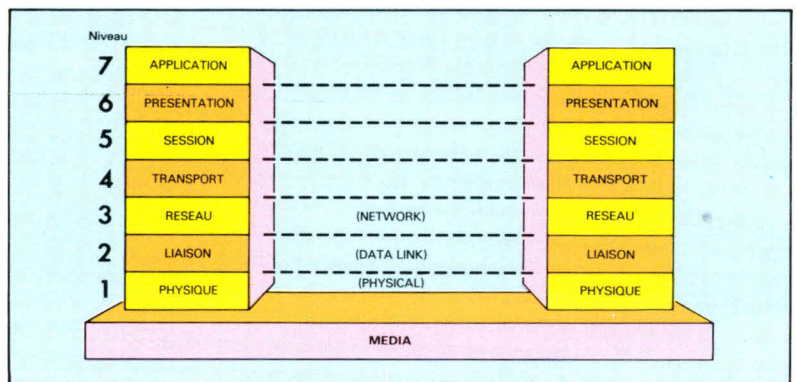 Niveau
7 APPLICATION APPLICATION
6 PRESENTATION PRESENTATION
5 SESSION SESSION
4 TRANSPORT TRANSPORT
3 RESEAU (NETWORK) RESEAU
2 LIAISON (DATA LINK) LIAISON
1 PHYSIQUE (PHYSICAL) PHYSIQUE
MEDIA